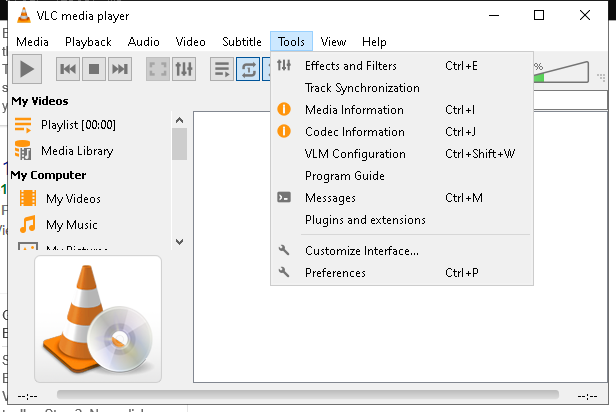 VLC media player
Media Playback Audio Video Subtitle Tools View Help
%
Effects and Filters Ctrl+E
Track Synchronization
Media Information Ctrl+I
Codec Information Ctrl+J
VLM Configuration Ctrl+Shift+W
Program Guide
Messages Ctrl+M
Plugins and extensions
Customize Interface...
Preferences Ctrl+P
My Videos
Playlist [00:00]
Media Library
My Computer
My Videos
My Music
My Pictures
--:-- --:--